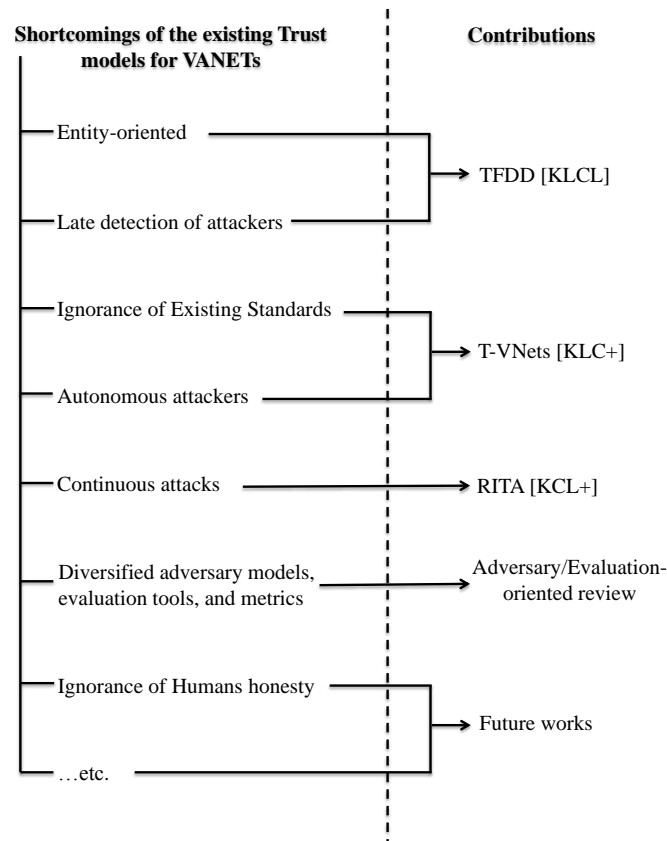 Shortcomings of the existing Trust
models for VANETs
Contributions
Entity-oriented
TFDD [KLCL]
Late detection of attackers
Ignorance of Existing Standards
T-VNets [KLC+]
Autonomous attackers
Continuous attacks
RITA [KCL+]
Diversified adversary models,
evaluation tools, and metrics
Adversary/Evaluation-
oriented review
Ignorance of Humans honesty
Future works
…etc.